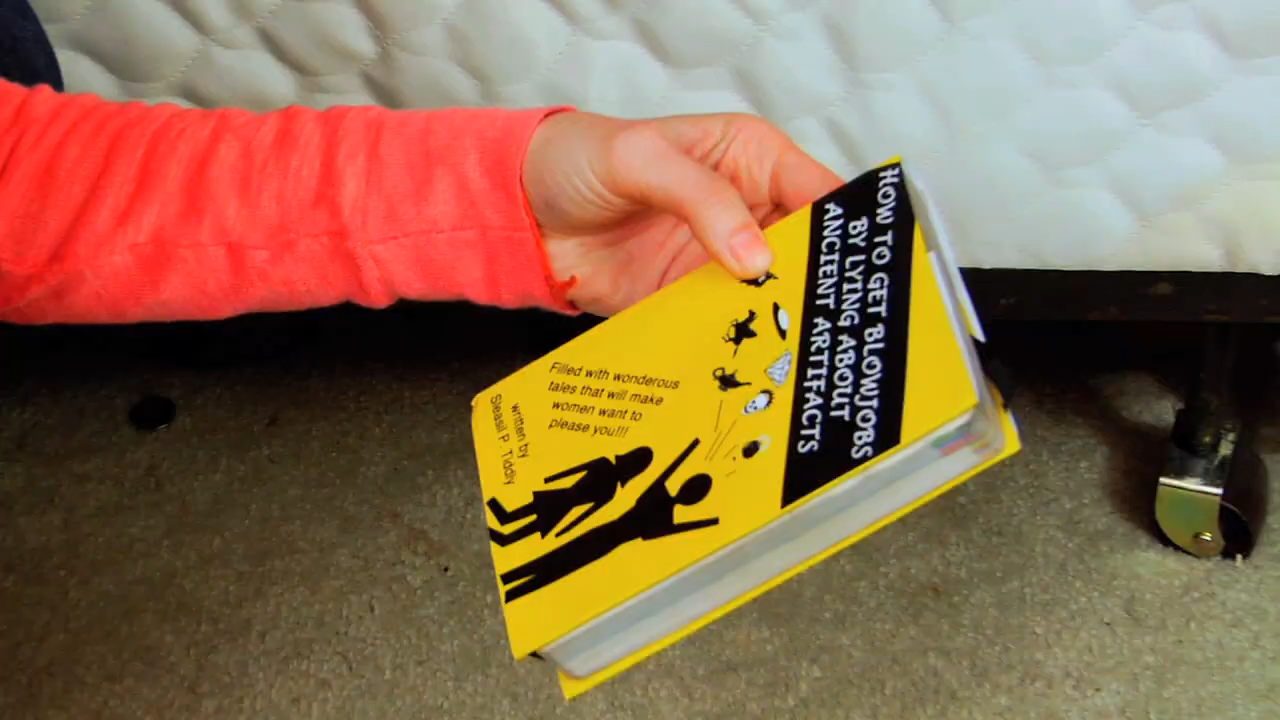 HOW TO GET BLOWJOBS
BY LYING ABOUT
ANCIENT ARTIFACTS
Filled with wonderous
tales that will make
women want to
please you!!!
written by
Sleasil P. Tiddly